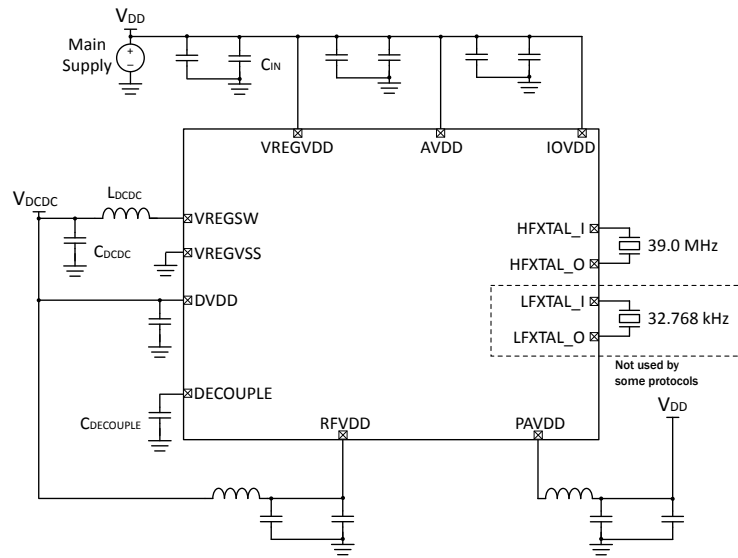 VDD
Main
Supply
+
−
CIN
VREGVDD
AVDD
IOVDD
VDCDC
LDCDC
VREGSW
CDCDC
VREGVSS
DVDD
HFXTAL_I
39.0 MHz
HFXTAL_O
LFXTAL_I
32.768 kHz
LFXTAL_O
Not used by
some protocols
DECOUPLE
CDECOUPLE
RFVDD
PAVDD
VDD